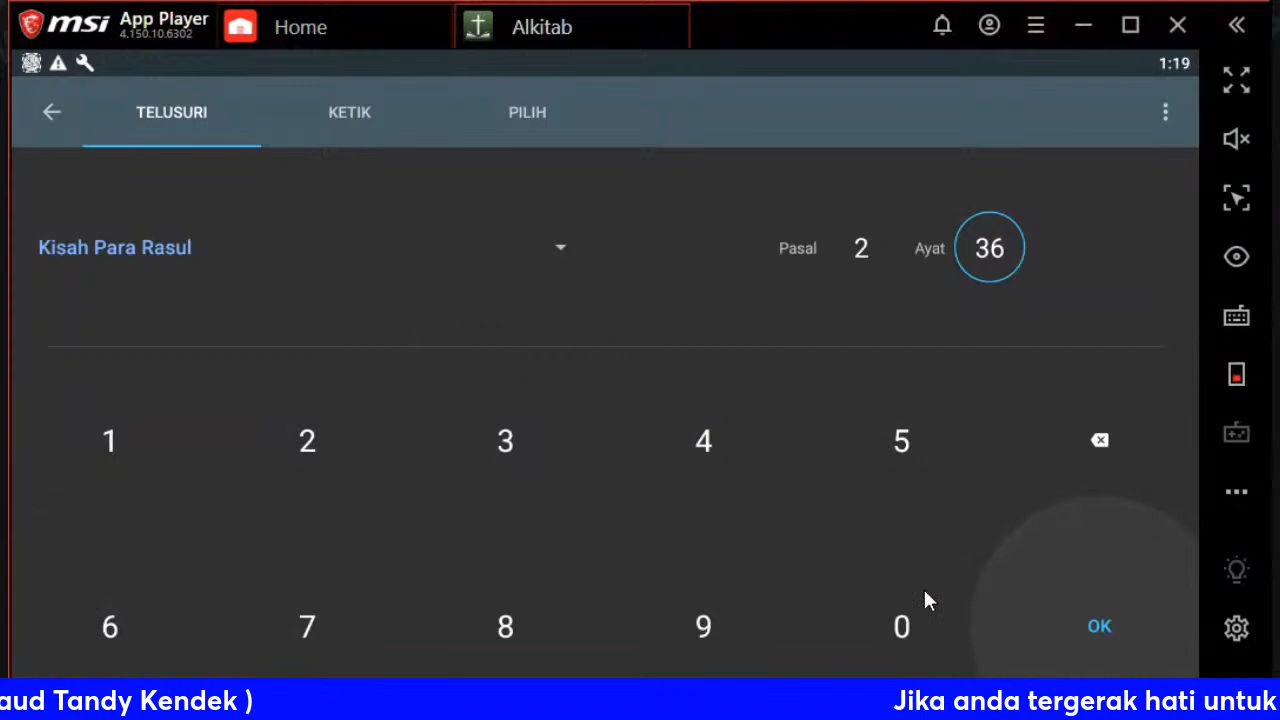 msi App Player
4.150.10.6302
Home
Alkitab
1:19
TELUSURI
KETIK
PILIH
Kisah Para Rasul
Pasal 2 Ayat 36
1 2 3 4 5
6 7 8 9 0 OK
aud Tandy Kendek ) Jika anda tergerak hati untuk